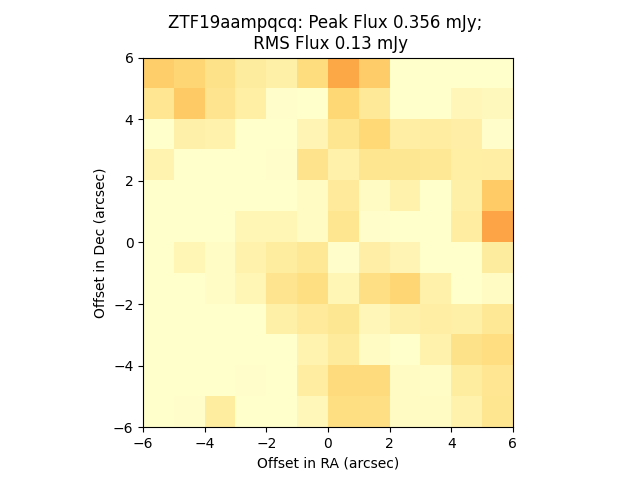 ZTF19aampqcq: Peak Flux 0.356 mJy;
RMS Flux 0.13 mJy
6
4
2
0
−2
−4
−6
Offset in Dec (arcsec)
−6 −4 −2 0 2 4 6
Offset in RA (arcsec)